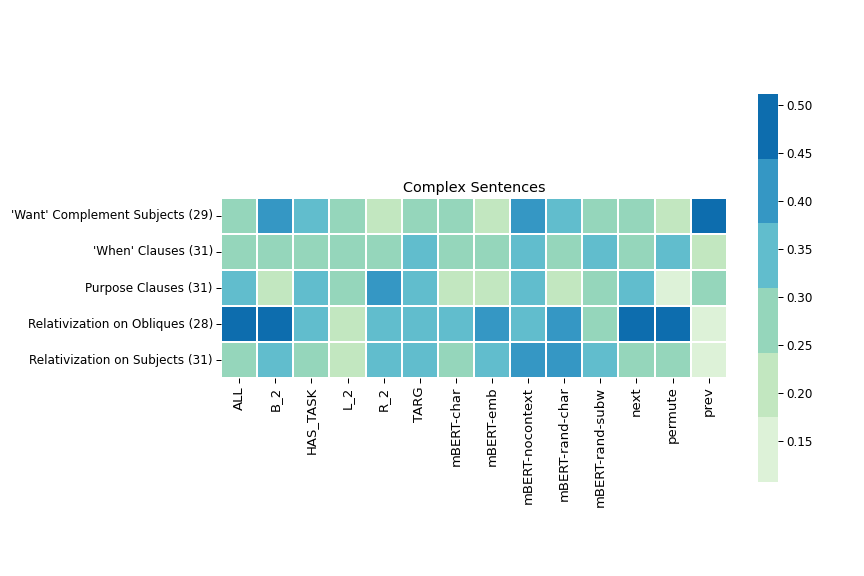 Complex Sentences
'Want' Complement Subjects (29)
'When' Clauses (31)
Purpose Clauses (31)
Relativization on Obliques (28)
Relativization on Subjects (31)
ALL
B_2
HAS_TASK
L_2
R_2
TARG
mBERT-char
mBERT-emb
mBERT-nocontext
mBERT-rand-char
mBERT-rand-subw
next
permute
prev
0.50
0.45
0.40
0.35
0.30
0.25
0.20
0.15